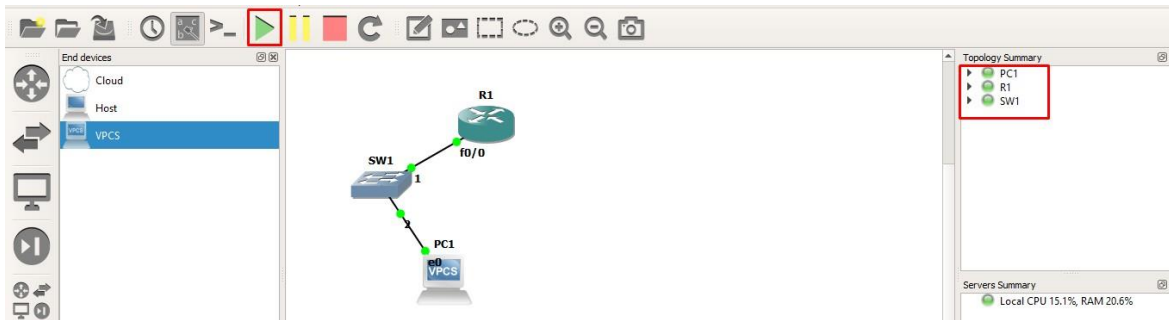 End devices
Cloud
Host
VPCS
VPCS
R1
f0/0
SW1
1
2
PC1
e0
VPCS
Topology Summary
PC1
R1
SW1
Servers Summary
Local CPU 15.1%, RAM 20.6%